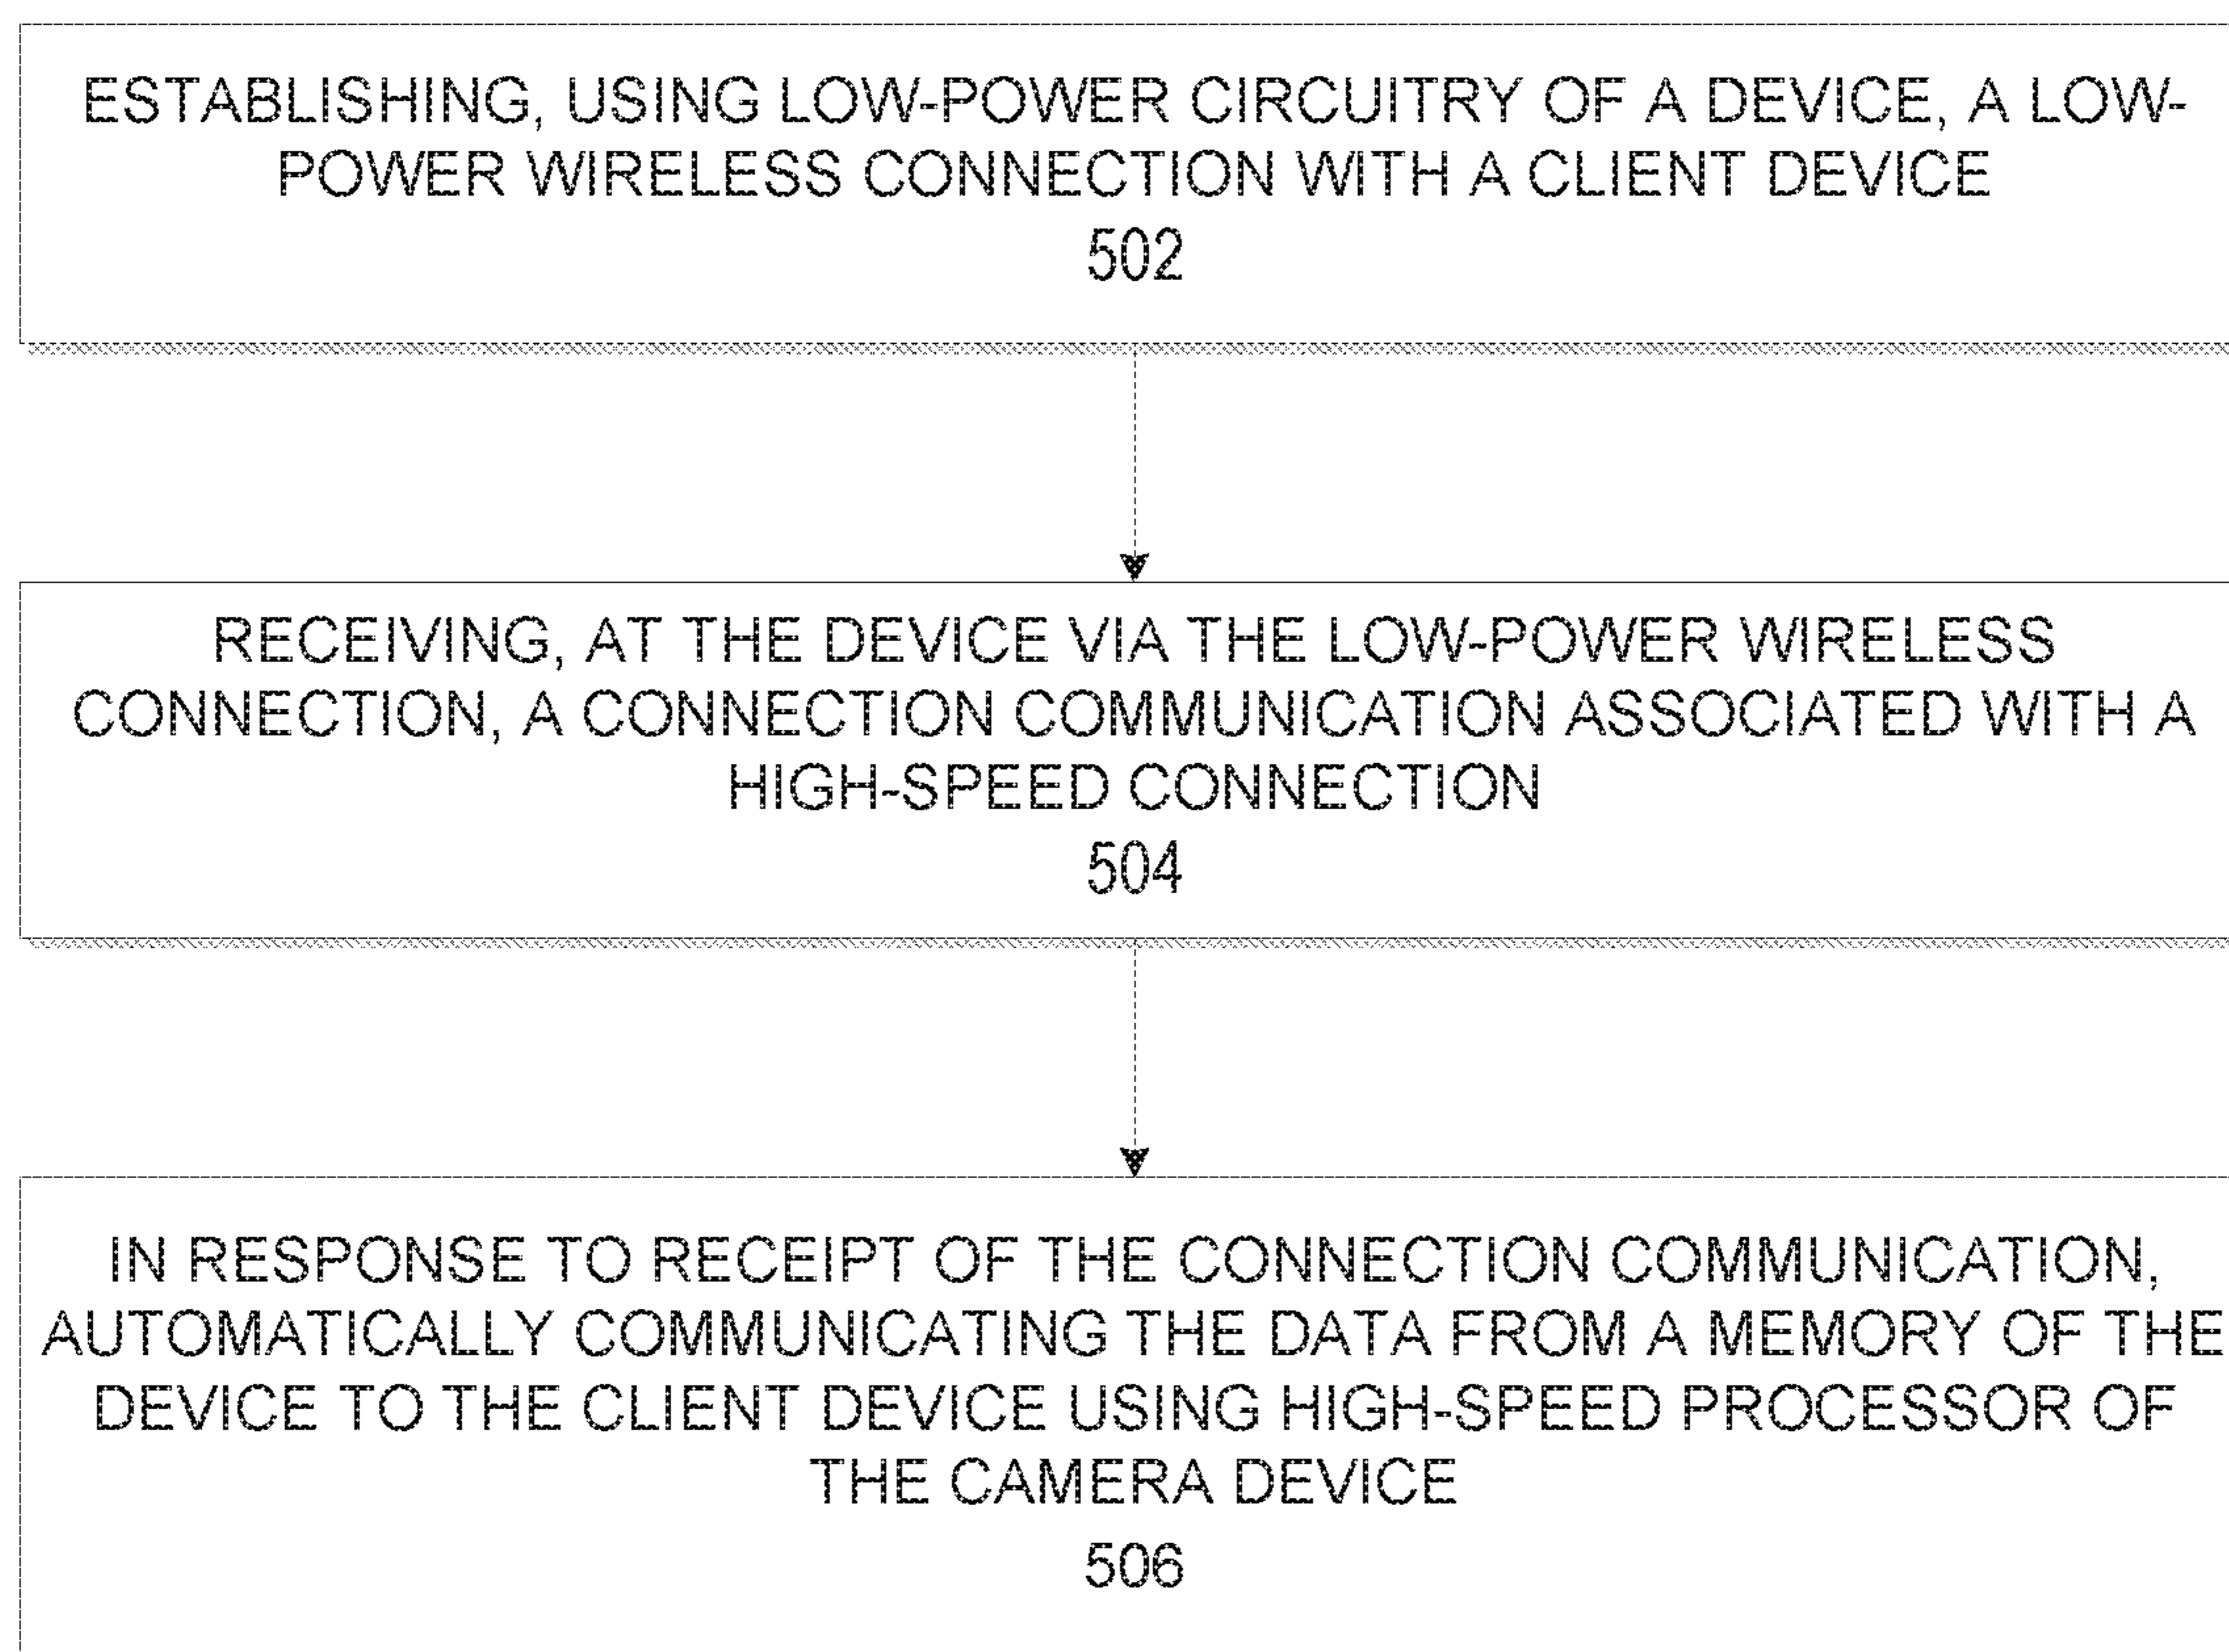 ESTABLISHING, USING LOW-POWER CIRCUITRY OF A DEVICE, A LOW-
POWER WIRELESS CONNECTION WITH A CLIENT DEVICE
502
RECEIVING, AT THE DEVICE VIA THE LOW-POWER WIRELESS
CONNECTION, A CONNECTION COMMUNICATION ASSOCIATED WITH A
HIGH-SPEED CONNECTION
504
IN RESPONSE TO RECEIPT OF THE CONNECTION COMMUNICATION,
AUTOMATICALLY COMMUNICATING THE DATA FROM A MEMORY OF THE
DEVICE TO THE CLIENT DEVICE USING HIGH-SPEED PROCESSOR OF
THE CAMERA DEVICE
506